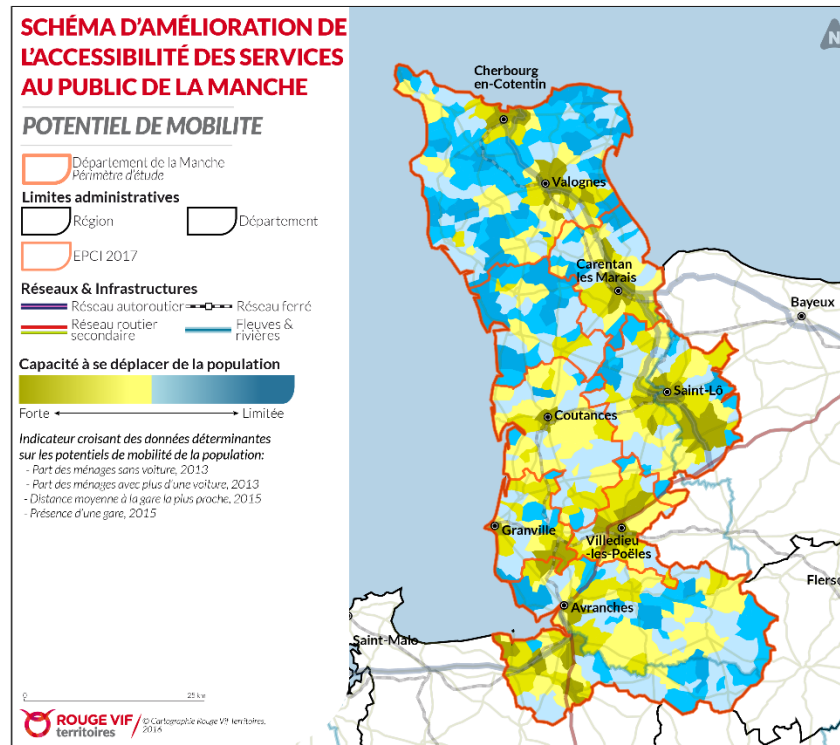 SCHÉMA D'AMÉLIORATION DE
L'ACCESSIBILITÉ DES SERVICES
AU PUBLIC DE LA MANCHE
POTENTIEL DE MOBILITE
Département de la Manche
Périmètre d'étude
Limites administratives
Région
Département
EPCI 2017
Réseaux & Infrastructures
Réseau autoroutier
Réseau ferré
Réseau routier
secondaire
Fleuves &
rivières
Capacité à se déplacer de la population
Forte
Limitée
Indicateur croisant des données déterminantes
sur les potentiels de mobilité de la population:
- Part des ménages sans voiture, 2013
- Part des ménages avec plus d'une voiture, 2013
- Distance moyenne à la gare la plus proche, 2015
- Présence d'une gare, 2015
0
25 km
ROUGE VIF
territoires
© Cartographie Rouge Vif Territoires,
2016
N
Cherbourg
en-Cotentin
Valognes
Carentan
les Marais
Bayeux
Saint-Lô
Coutances
Granville
Villedieu
-les-Poëles
Flers
Avranches
Saint-Malo